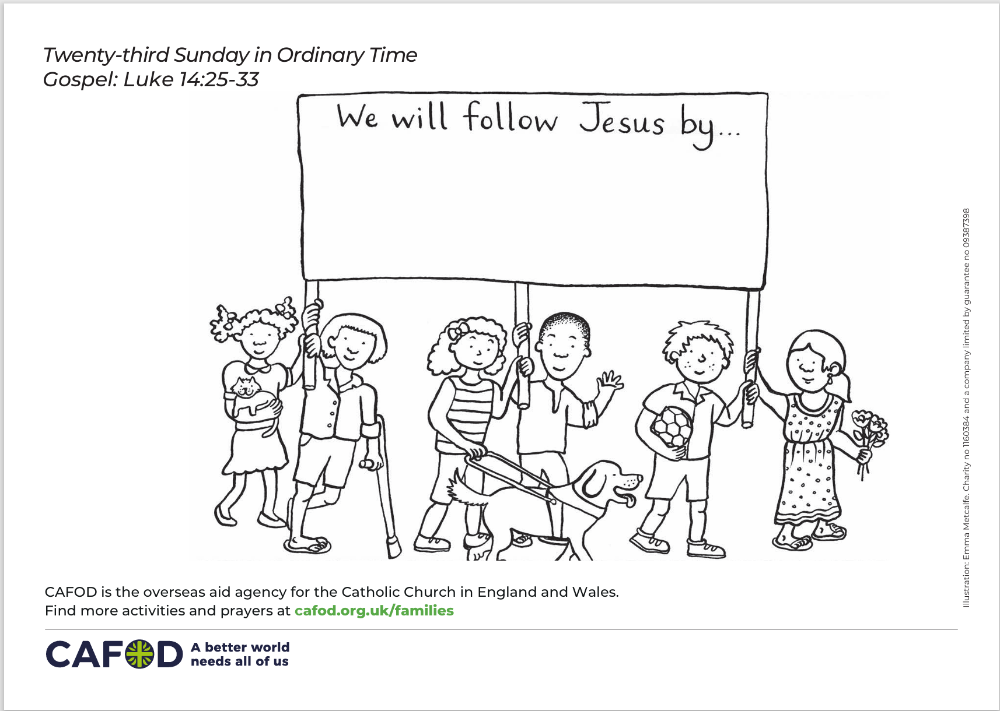 Twenty-third Sunday in Ordinary Time
Gospel: Luke 14:25-33
We will follow Jesus by...
Illustration: Emma Metcalfe. Charity no 1160384 and a company limited by guarantee no 09387398
CAFOD is the overseas aid agency for the Catholic Church in England and Wales.
Find more activities and prayers at cafod.org.uk/families
CAFOD
A better world
needs all of us